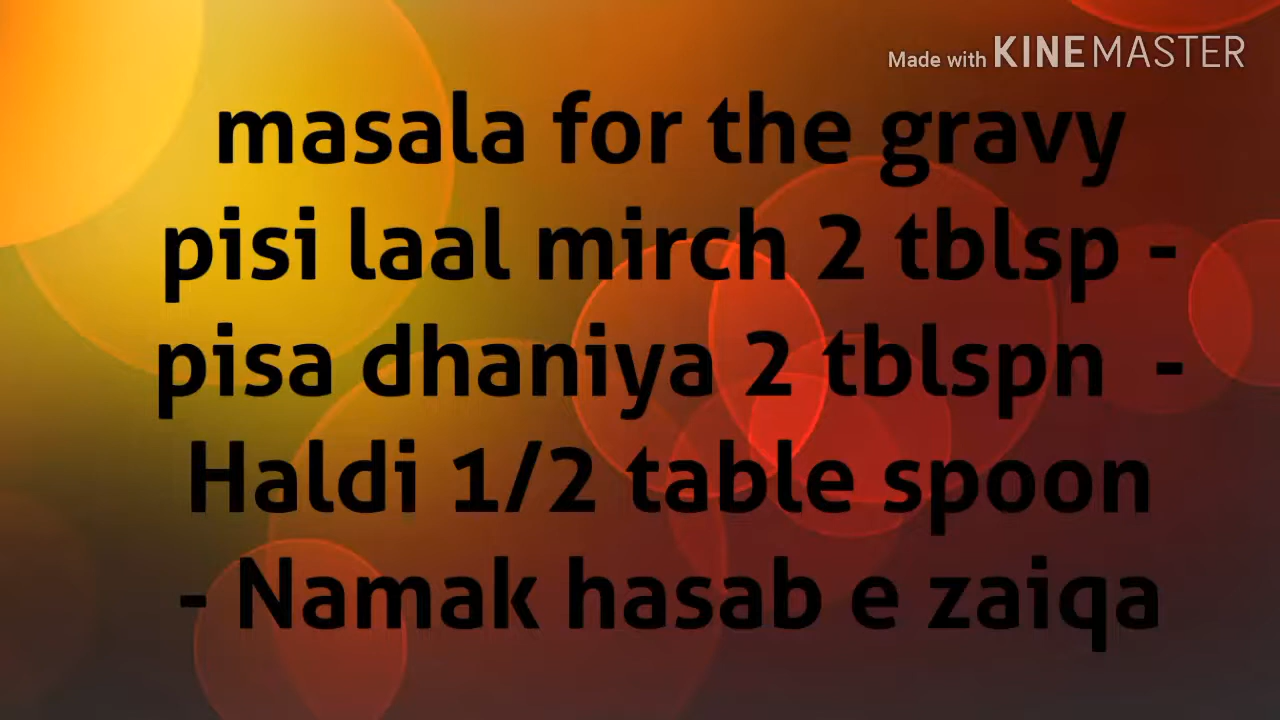 Made with KINEMASTER
masala for the gravy
pisi laal mirch 2 tblsp -
pisa dhaniya 2 tblspn -
Haldi 1/2 table spoon
- Namak hasab e zaiqa